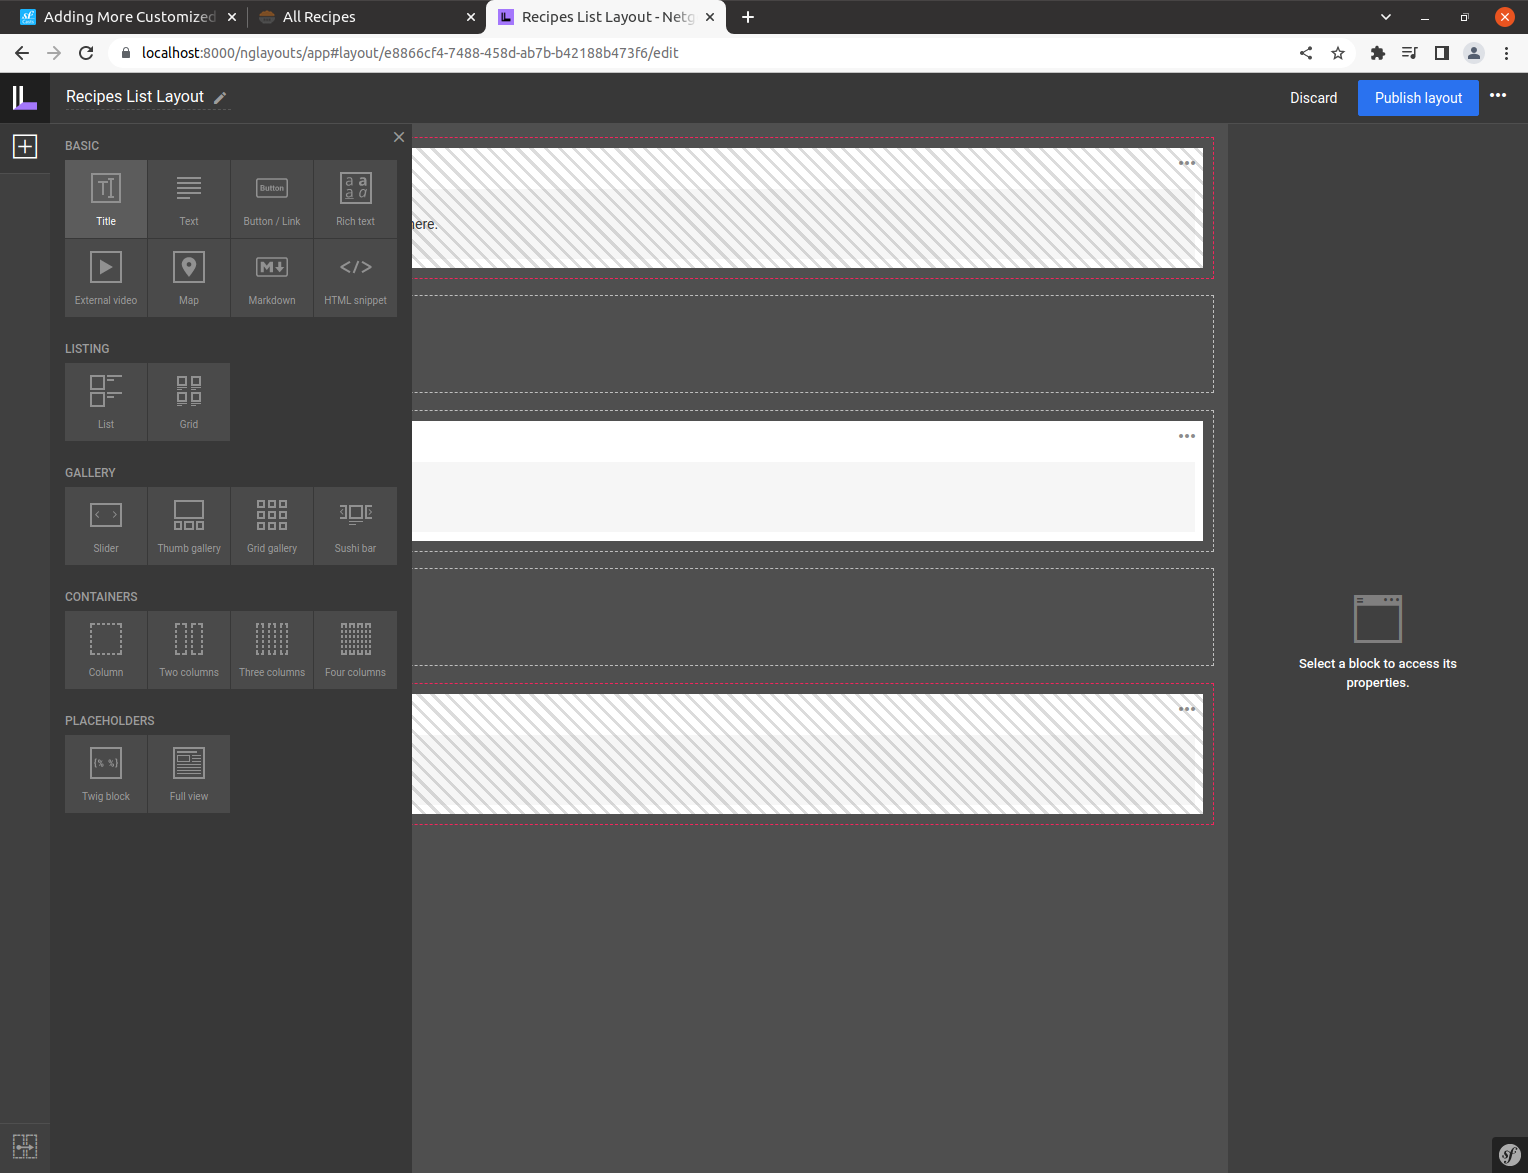 Adding More Customized
All Recipes
Recipes List Layout - Netg
localhost:8000/nglayouts/app#layout/e8866cf4-7488-458d-ab7b-b42188b473f6/edit
Recipes List Layout
Discard
Publish layout
BASIC
Title
Text
Button
Button / Link
a a
a a
Rich text
External video
Map
Markdown
</>
HTML snippet
here.
LISTING
List
Grid
GALLERY
Slider
Thumb gallery
Grid gallery
Sushi bar
CONTAINERS
Column
Two columns
Three columns
Four columns
Select a block to access its
properties.
PLACEHOLDERS
{% %}
Twig block
Full view
sf